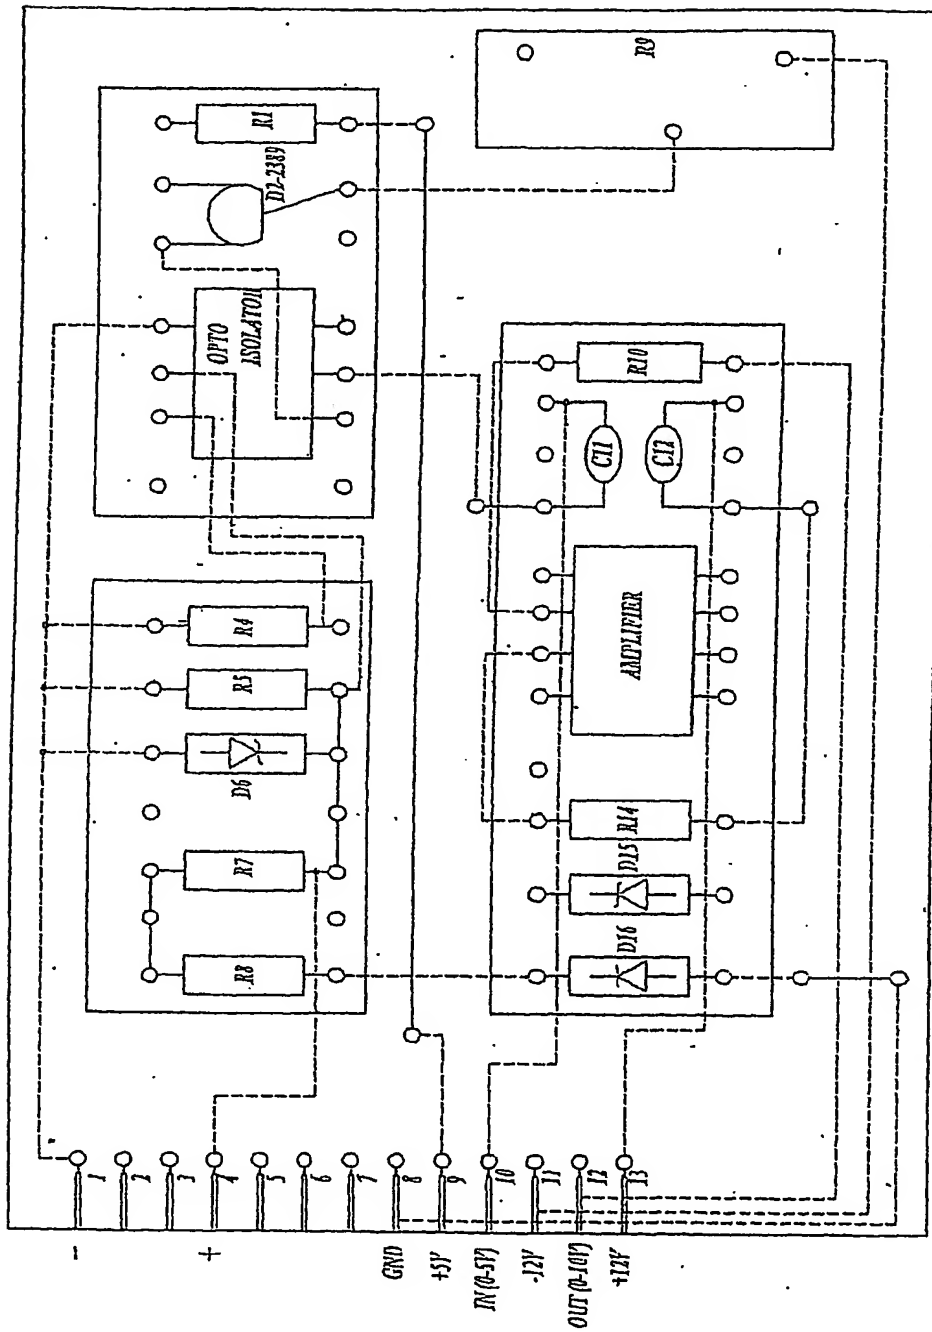 R9
R1
D2-2389
OPTO
ISOLATOR
R10
CI1
CI2
AMPLIFIER
R4
R5
D6
R7
R8
R14
D15
D16
1
2
3
4
5
6
7
8
9
10
11
12
13
-
+
GND
+5V
IN (0-5V)
-12V
OUT (0-10V)
+12V